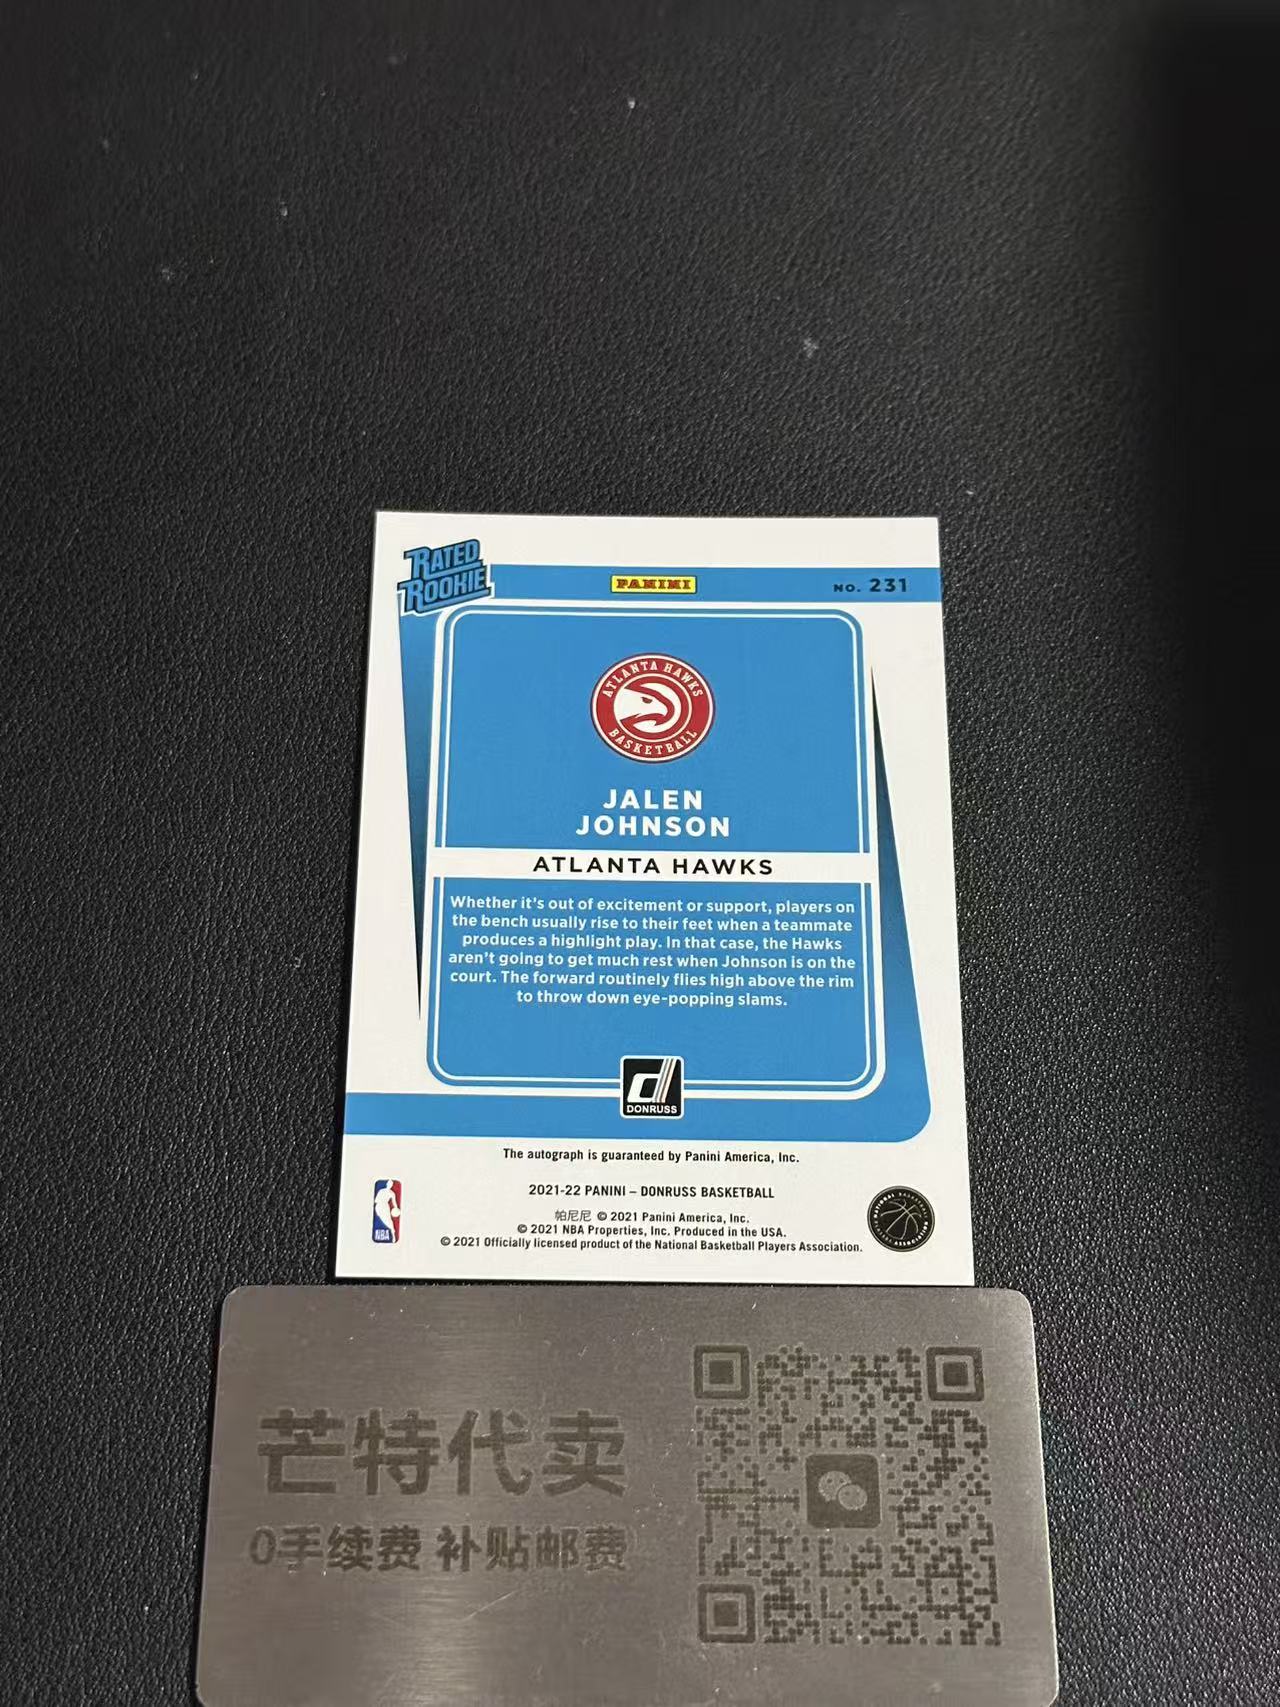 RATED
ROOKIE
PANINI
NO. 231
ATLANTA HAWKS
BASKETBALL
JALEN
JOHNSON
ATLANTA HAWKS
Whether it's out of excitement or support, players on
the bench usually rise to their feet when a teammate
produces a highlight play. In that case, the Hawks
aren't going to get much rest when Johnson is on the
court. The forward routinely flies high above the rim
to throw down eye-popping slams.
DONRUSS
The autograph is guaranteed by Panini America, Inc.
2021-22 PANINI – DONRUSS BASKETBALL
帕尼尼 © 2021 Panini America, Inc.
© 2021 NBA Properties, Inc. Produced in the USA.
© 2021 Officially licensed product of the National Basketball Players Association.
NBA
NATIONAL BASKETBALL
PLAYERS ASSOCIATION
芒特代卖
0手续费 补贴邮费